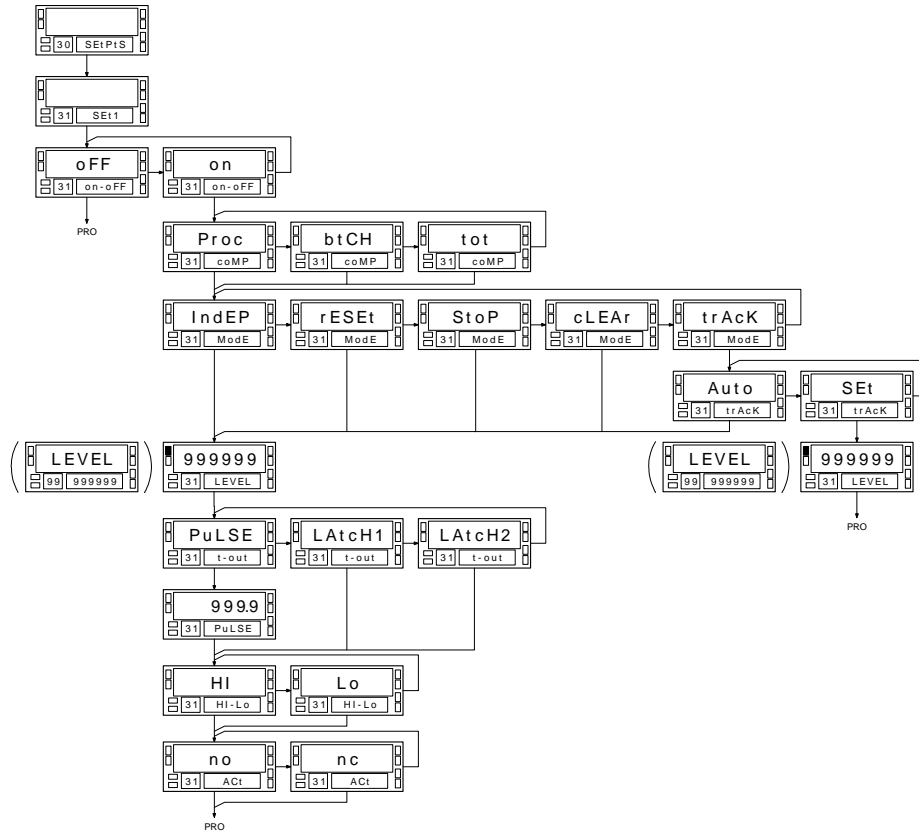 30 SEtPtS
31 SEt1
oFF on
31 on-oFF 31 on-oFF
PRO
Proc btCH tot
31 coMP 31 coMP 31 coMP
IndEP rESEt StoP cLEAr trAcK
31 ModE 31 ModE 31 ModE 31 ModE 31 ModE
Auto SEt
31 trAcK 31 trAcK
( LEVEL ) 999999 ( LEVEL ) 999999
99 999999 31 LEVEL 99 999999 31 LEVEL
PRO
PuLSE LAtcH1 LAtcH2
31 t-out 31 t-out 31 t-out
999.9
31 PuLSE
HI Lo
31 HI-Lo 31 HI-Lo
no nc
31 ACt 31 ACt
PRO